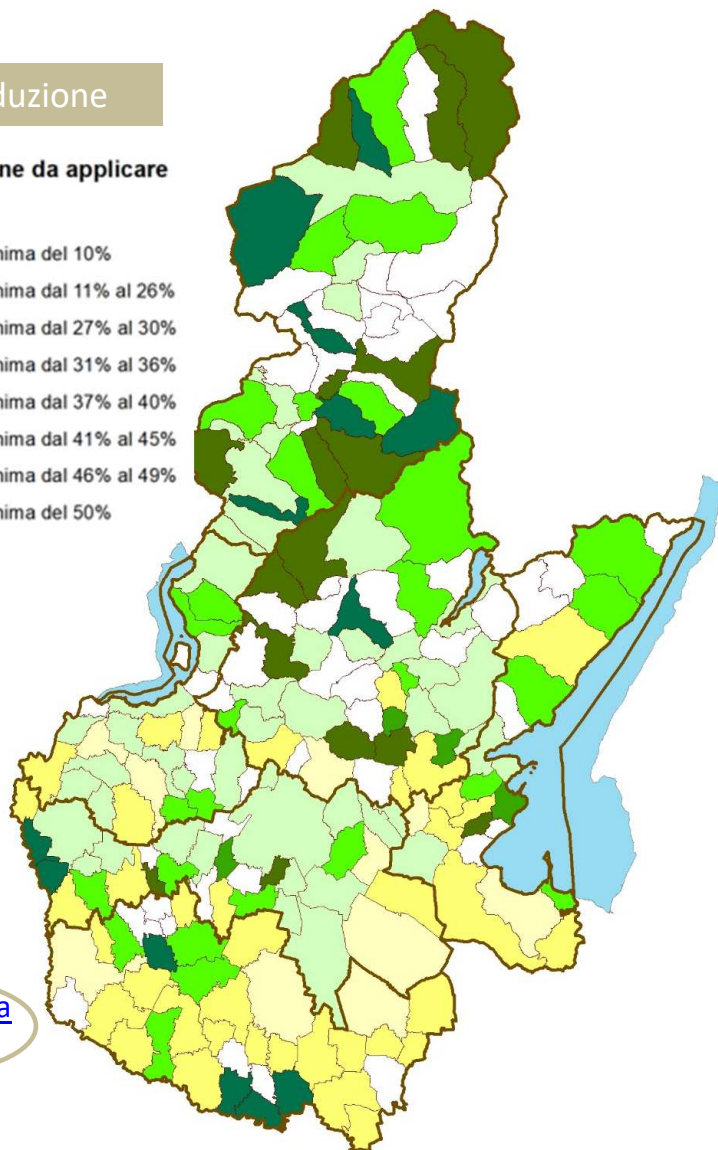 duzione
ne da applicare
nima del 10%
nima dal 11% al 26%
nima dal 27% al 30%
nima dal 31% al 36%
nima dal 37% al 40%
nima dal 41% al 45%
nima dal 46% al 49%
nima del 50%
a